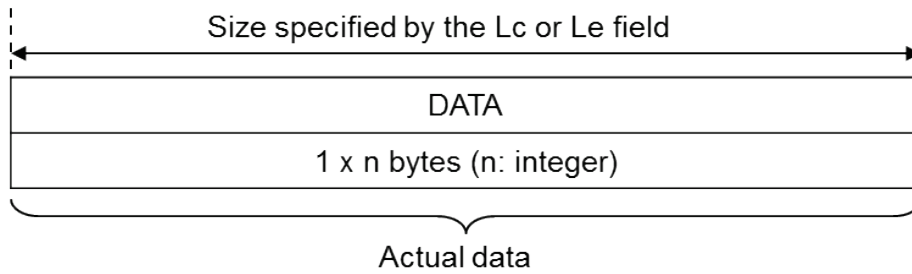 Size specified by the Lc or Le field
DATA
1 x n bytes (n: integer)
Actual data